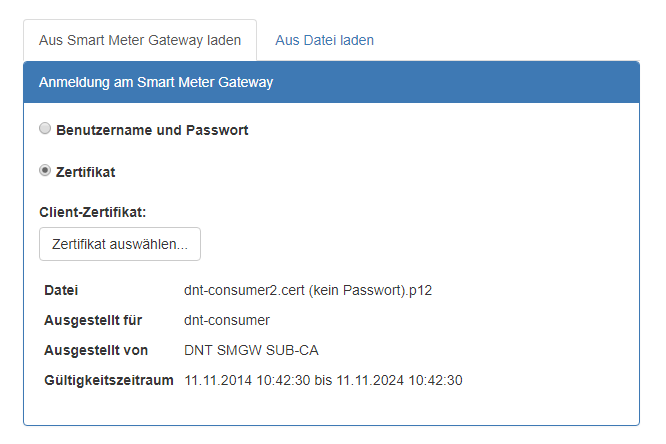 Aus Smart Meter Gateway laden Aus Datei laden
Anmeldung am Smart Meter Gateway
Benutzername und Passwort
Zertifikat
Client-Zertifikat:
Zertifikat auswählen...
Datei dnt-consumer2.cert (kein Passwort).p12
Ausgestellt für dnt-consumer
Ausgestellt von DNT SMGW SUB-CA
Gültigkeitszeitraum 11.11.2014 10:42:30 bis 11.11.2024 10:42:30